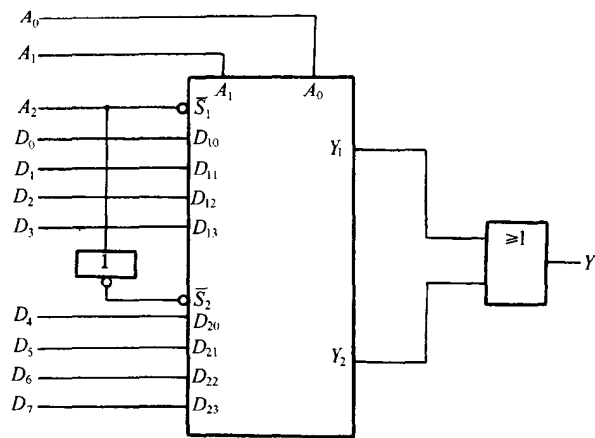 A₀
A₁
A₁ A₀
A₂ S̅₁
D₀ D₁₀
D₁ D₁₁ Y₁
D₂ D₁₂
D₃ D₁₃ ≥1
1 Y
S̅₂
D₄ D₂₀
D₅ D₂₁ Y₂
D₆ D₂₂
D₇ D₂₃